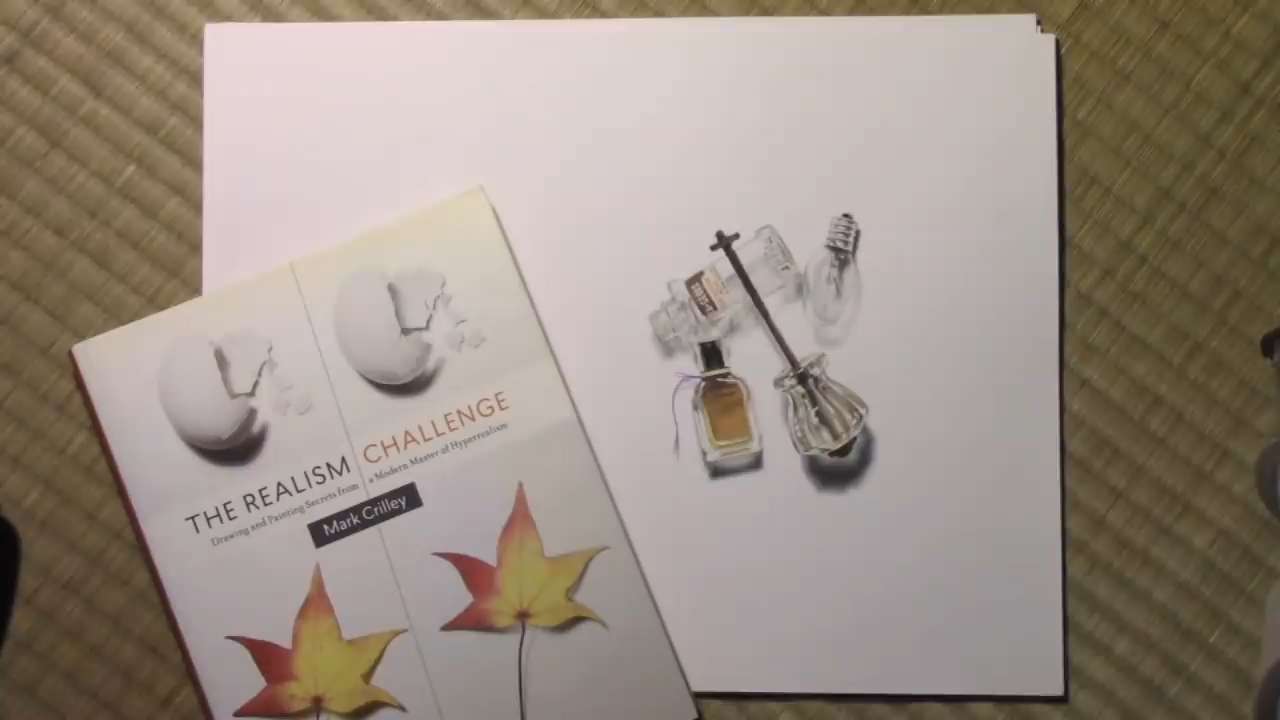 THE REALISM CHALLENGE
Drawing and Painting Secrets from a Modern Master of Hyperrealism
Mark Crilley